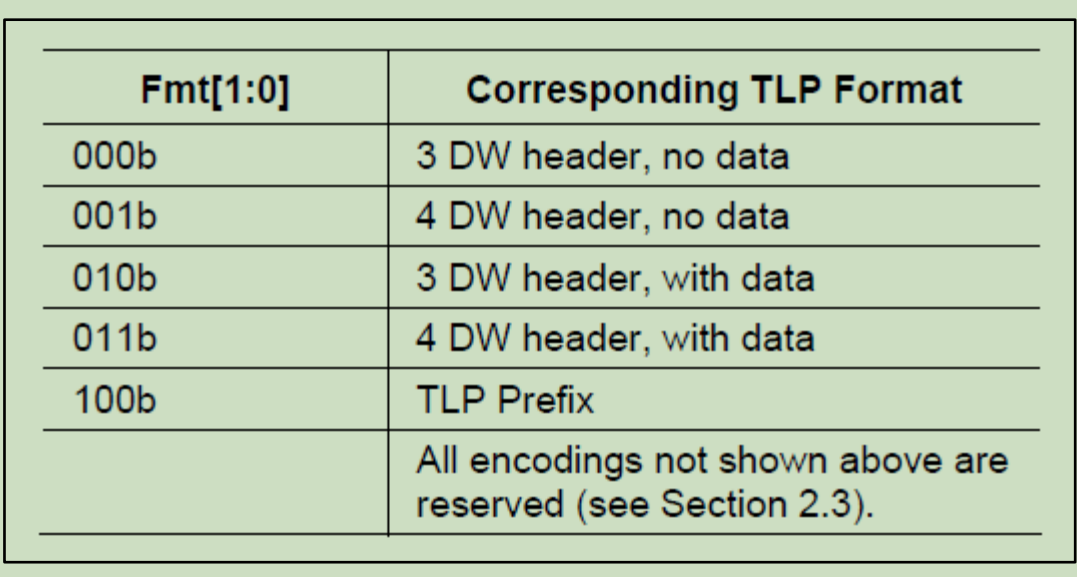 Fmt[1:0] Corresponding TLP Format
000b 3 DW header, no data
001b 4 DW header, no data
010b 3 DW header, with data
011b 4 DW header, with data
100b TLP Prefix
All encodings not shown above are
reserved (see Section 2.3).